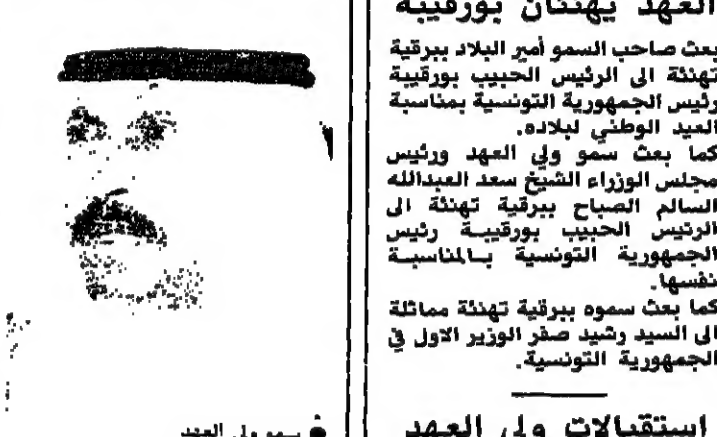 العهد يهنئان بورقيبة
بعث صاحب السمو أمير البلاد ببرقية
تهنئة الى الرئيس الحبيب بورقيبة
رئيس الجمهورية التونسية بمناسبة
العيد الوطني لبلاده.
كما بعث سمو ولي العهد ورئيس
مجلس الوزراء الشيخ سعد العبدالله
السالم الصباح ببرقية تهنئة الى
الرئيس الحبيب بورقيبة رئيس
الجمهورية التونسية بالمناسبة
نفسها.
كما بعث سموه ببرقية تهنئة مماثلة
الى السيد رشيد صفر الوزير الاول في
الجمهورية التونسية.
استقبالات ولي العهد
● سمو ولي العهد